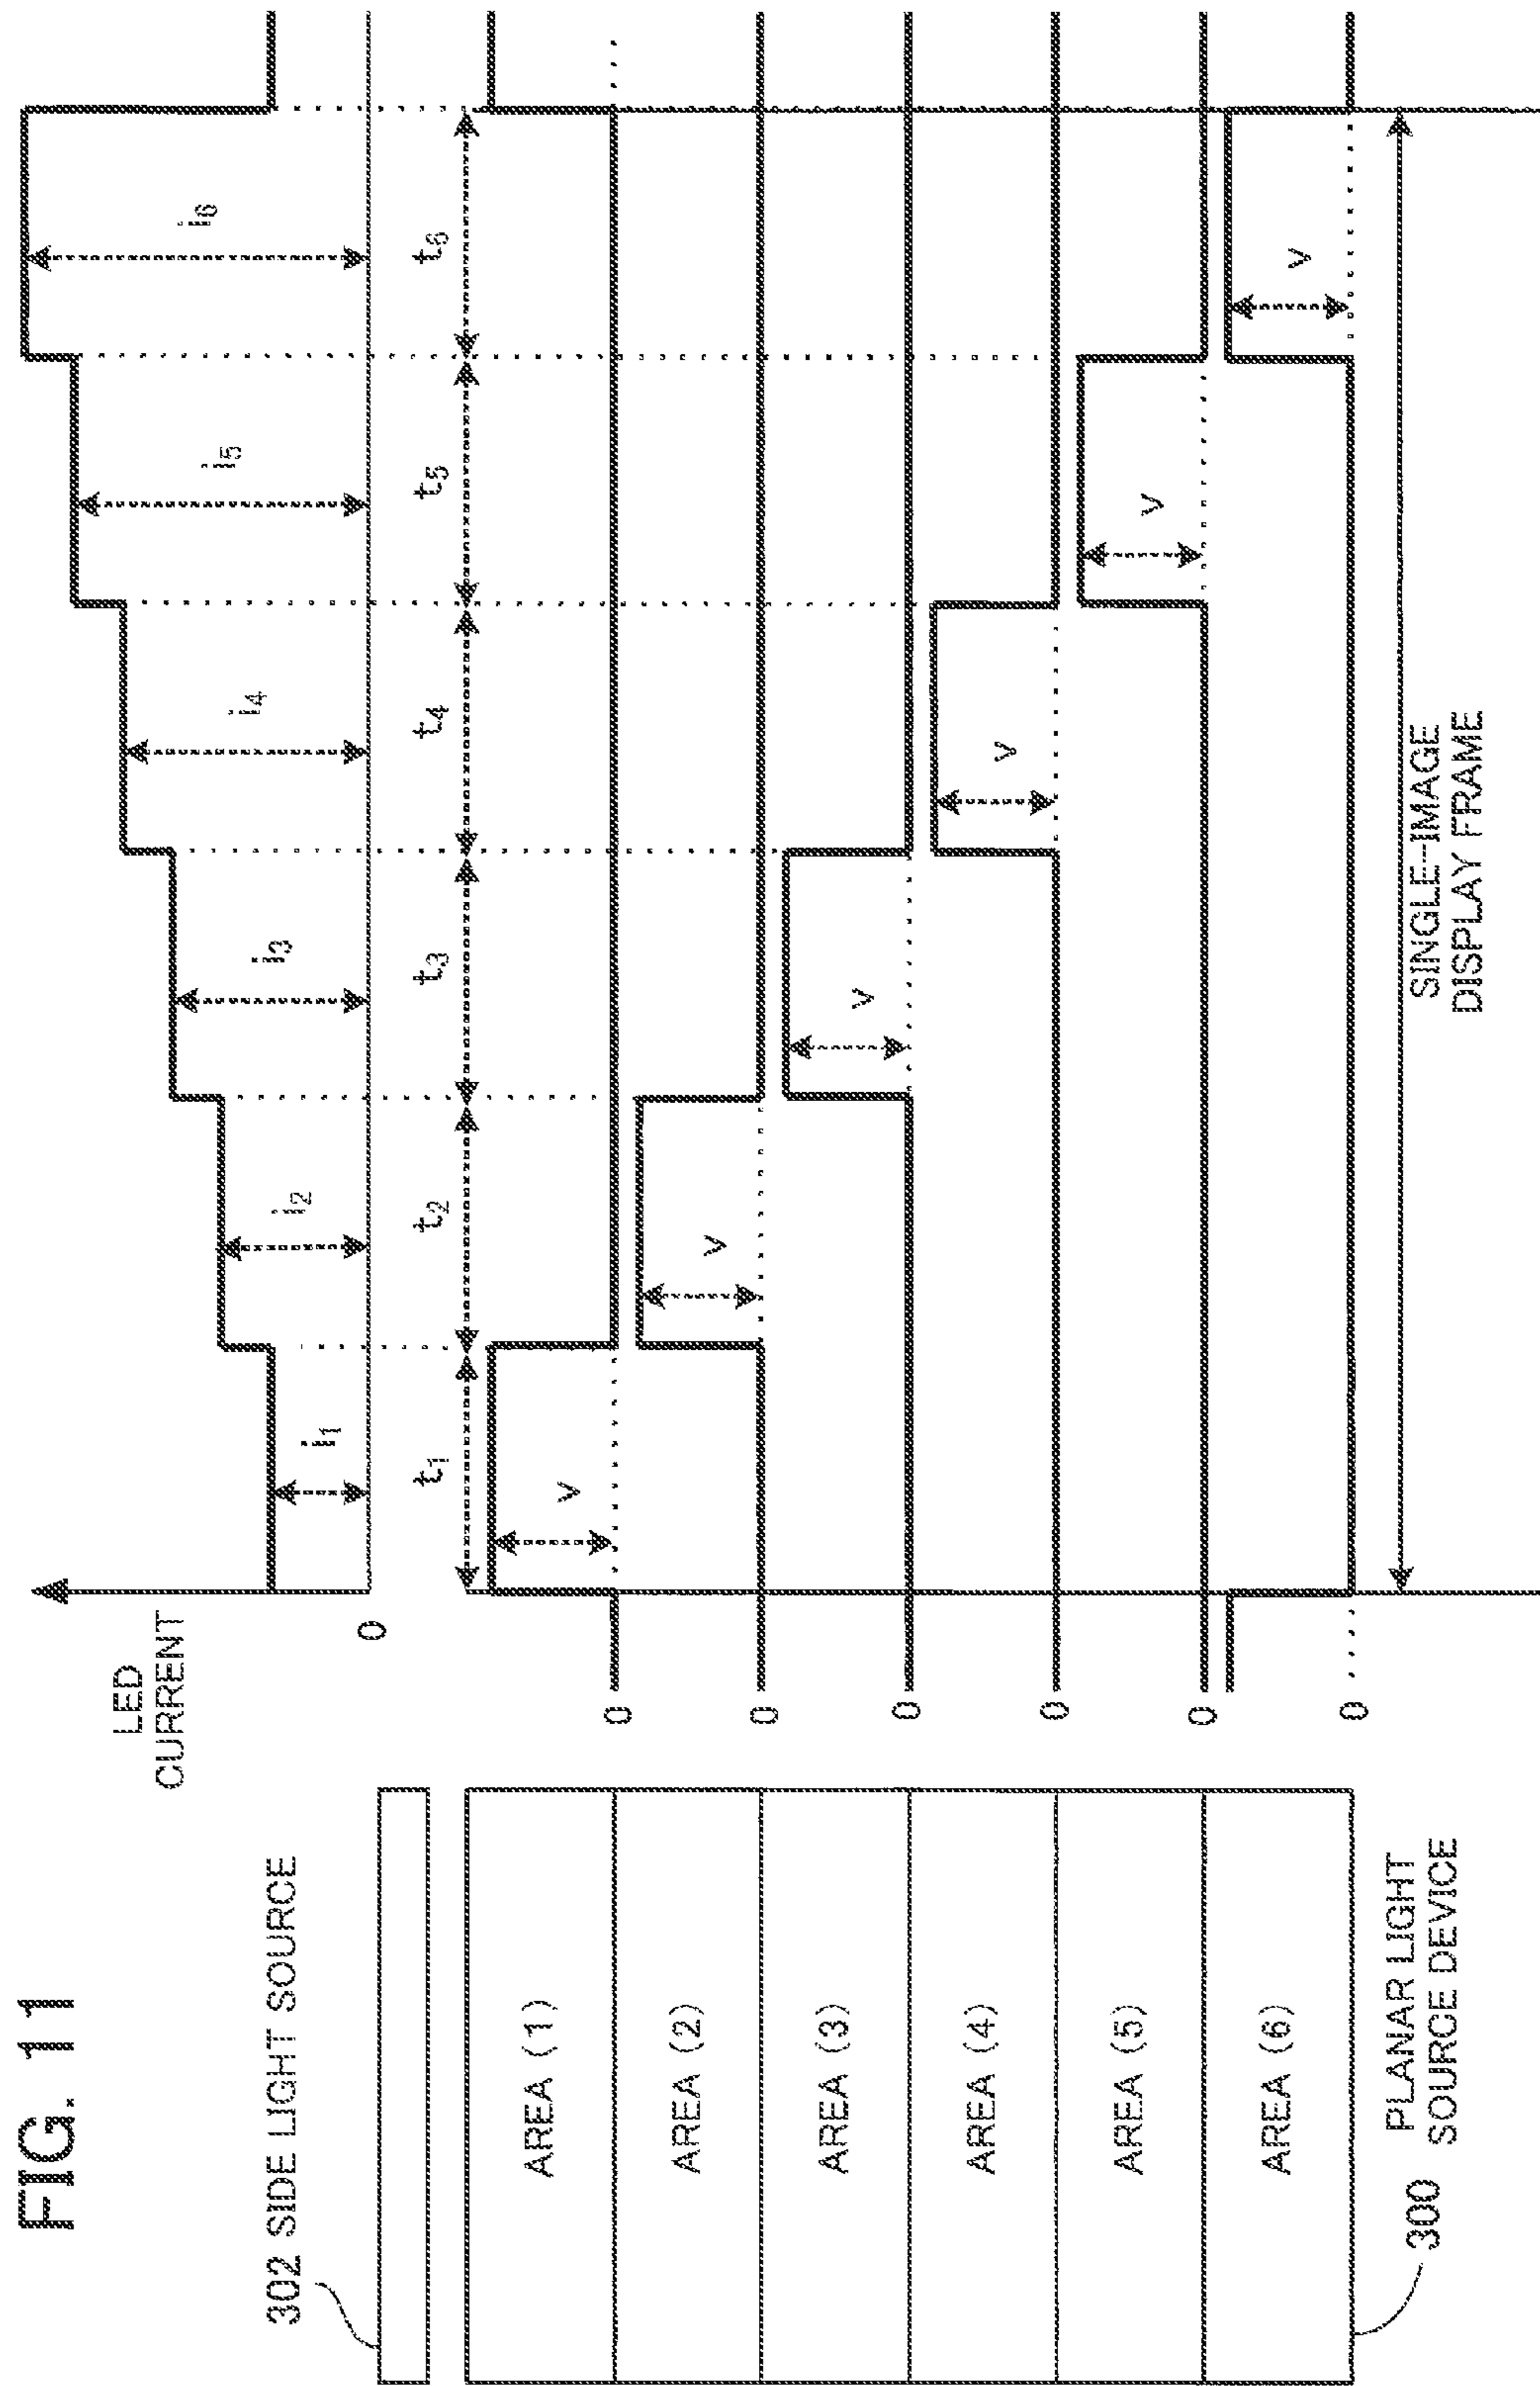 FIG. 11
302 SIDE LIGHT SOURCE
LED
CURRENT
0
i1
i2
i3
i4
i5
i6
t1
t2
t3
t4
t5
t6
AREA (1)
0
v
AREA (2)
0
v
AREA (3)
0
v
AREA (4)
0
v
AREA (5)
0
v
AREA (6)
0
v
300
PLANAR LIGHT
SOURCE DEVICE
SINGLE-IMAGE
DISPLAY FRAME